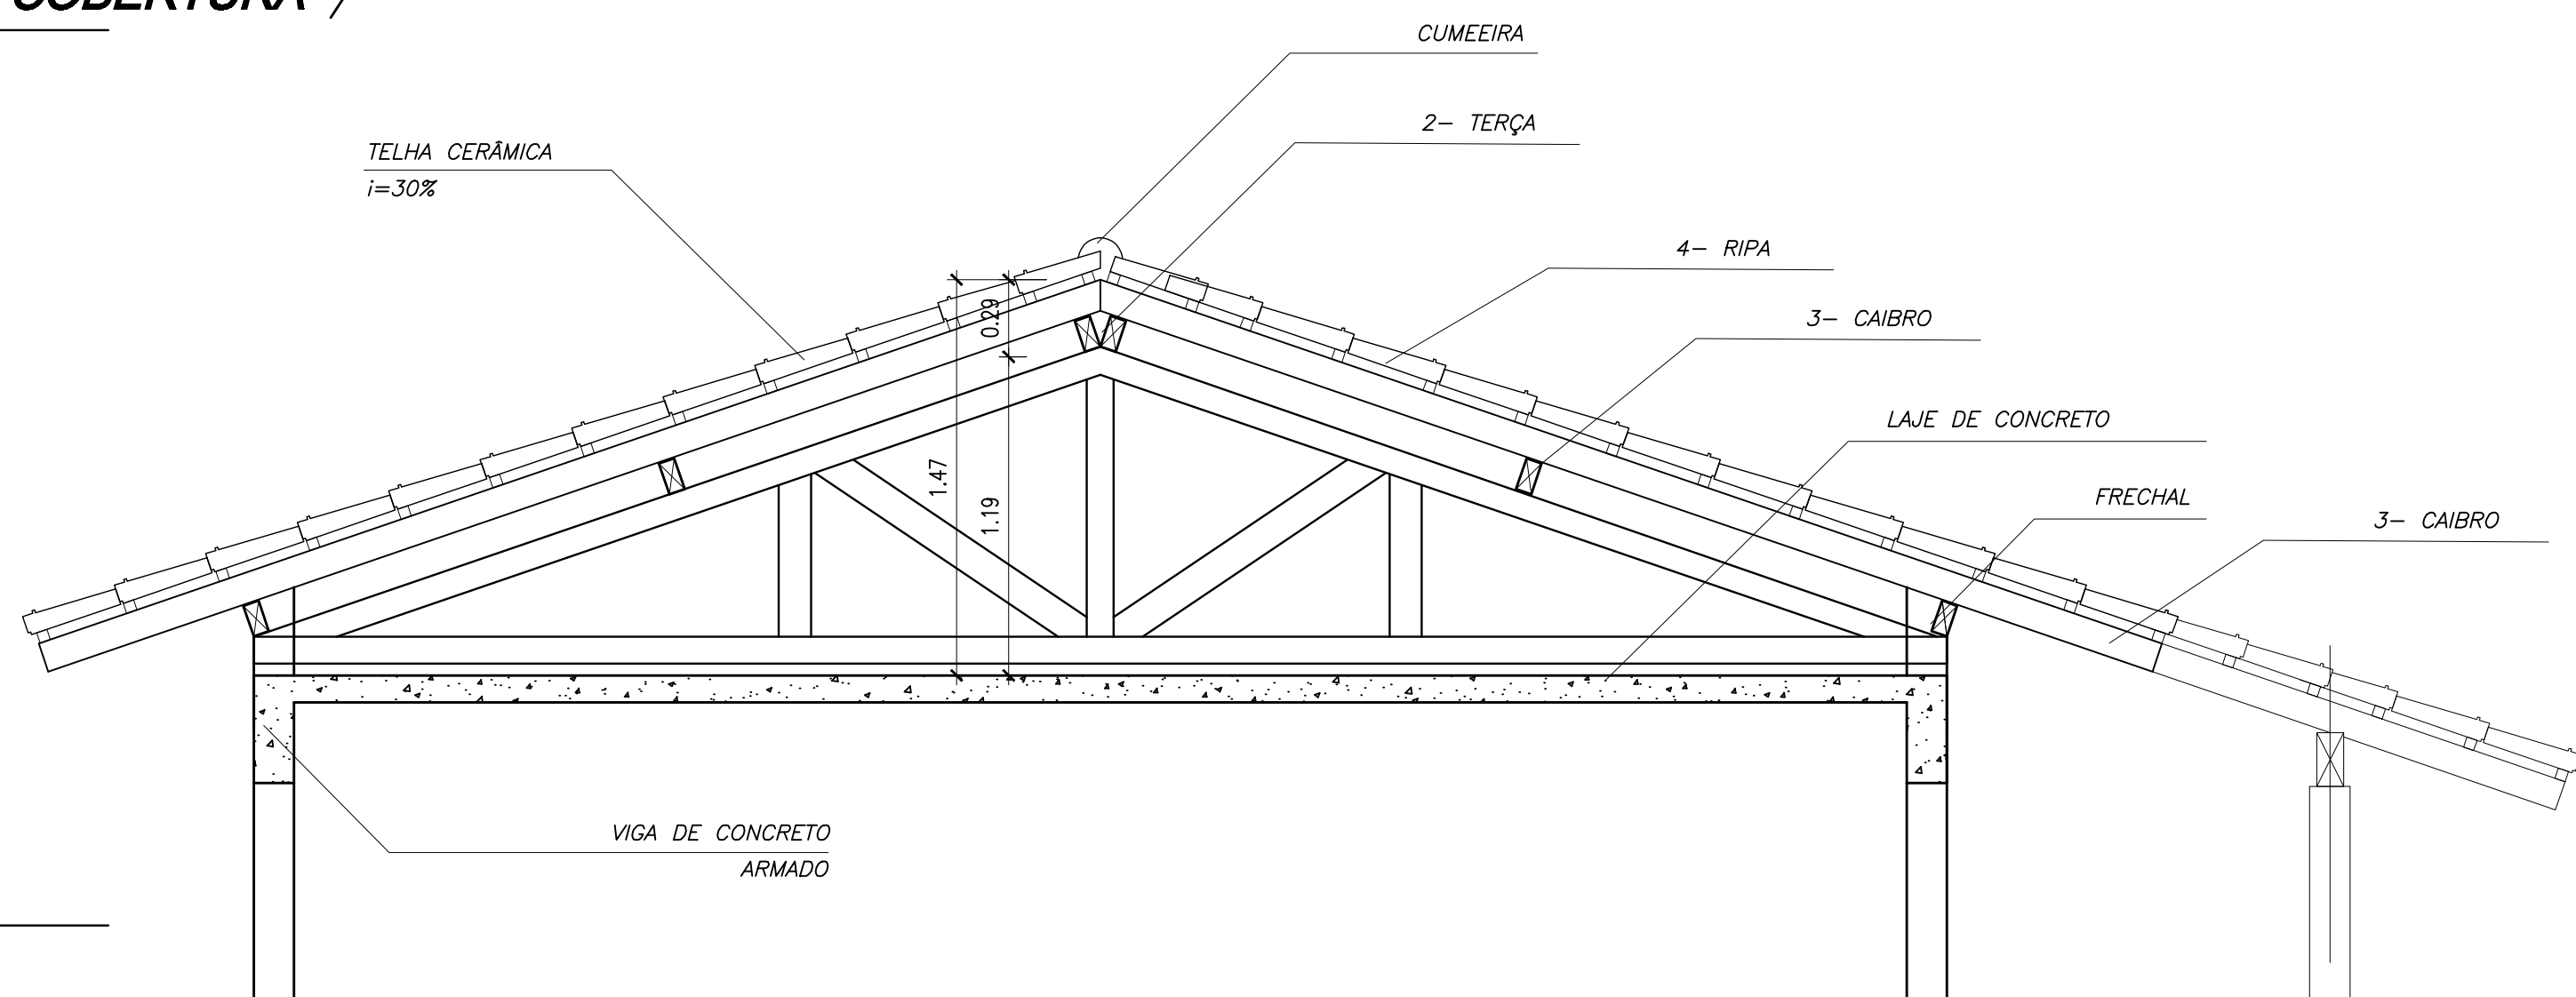 COBERTURA
CUMEEIRA
2- TERÇA
TELHA CERÂMICA
i=30%
4- RIPA
0.29
3- CAIBRO
LAJE DE CONCRETO
1.47
1.19
FRECHAL
3- CAIBRO
VIGA DE CONCRETO
ARMADO